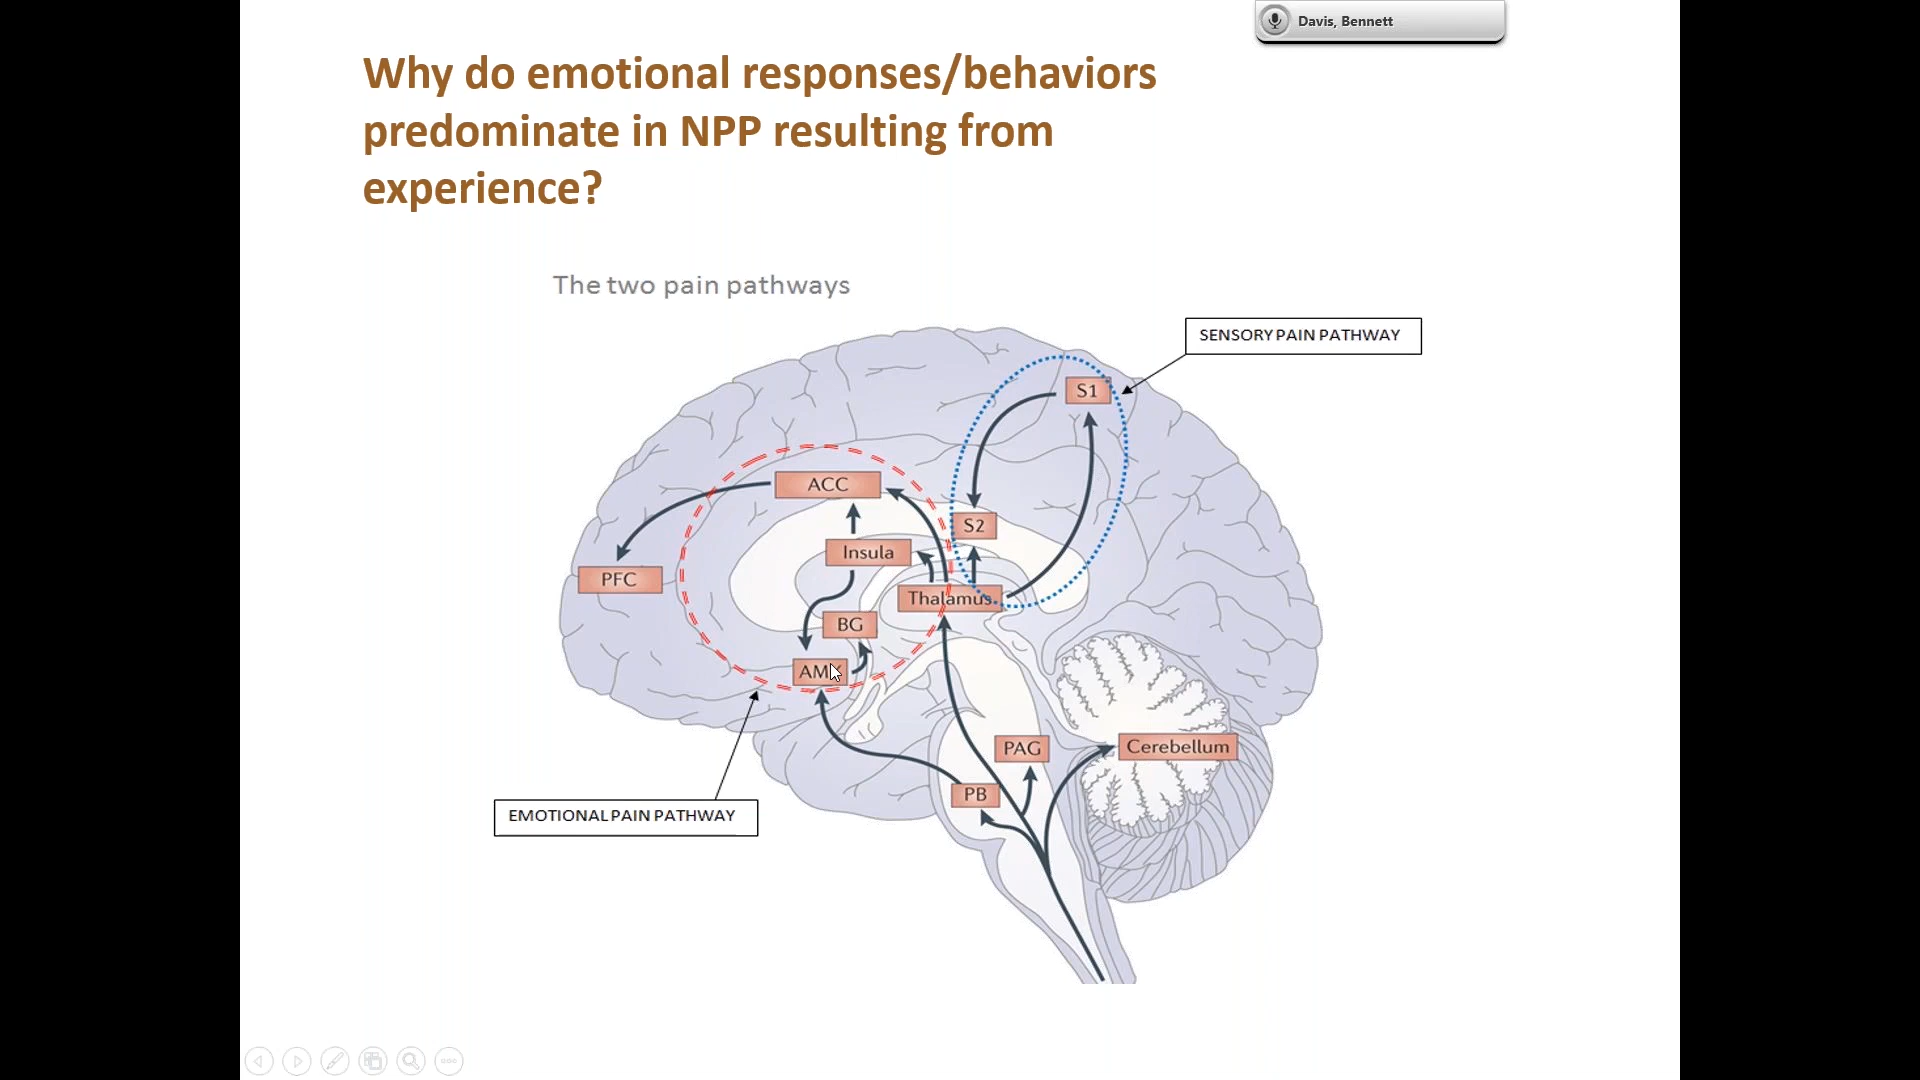 Davis, Bennett
Why do emotional responses/behaviors
predominate in NPP resulting from
experience?
The two pain pathways
SENSORY PAIN PATHWAY
S1
ACC
S2
Insula
PFC
Thalamus
BG
PAG
Cerebellum
PB
EMOTIONAL PAIN PATHWAY